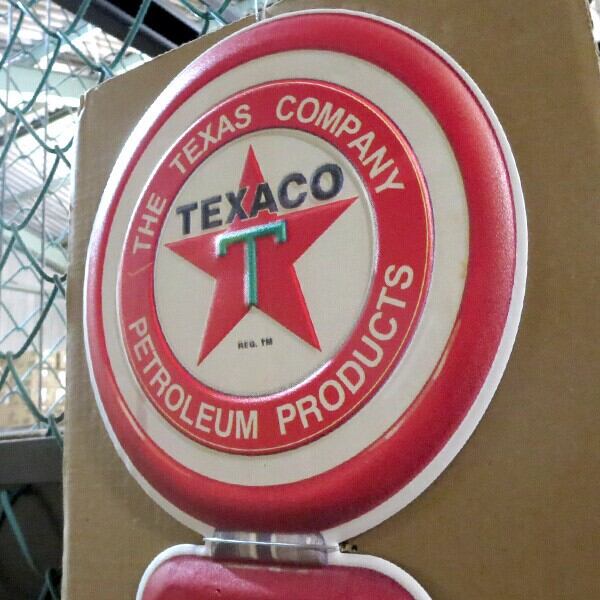 THE TEXAS COMPANY
TEXACO
T
REG. TM
PETROLEUM PRODUCTS